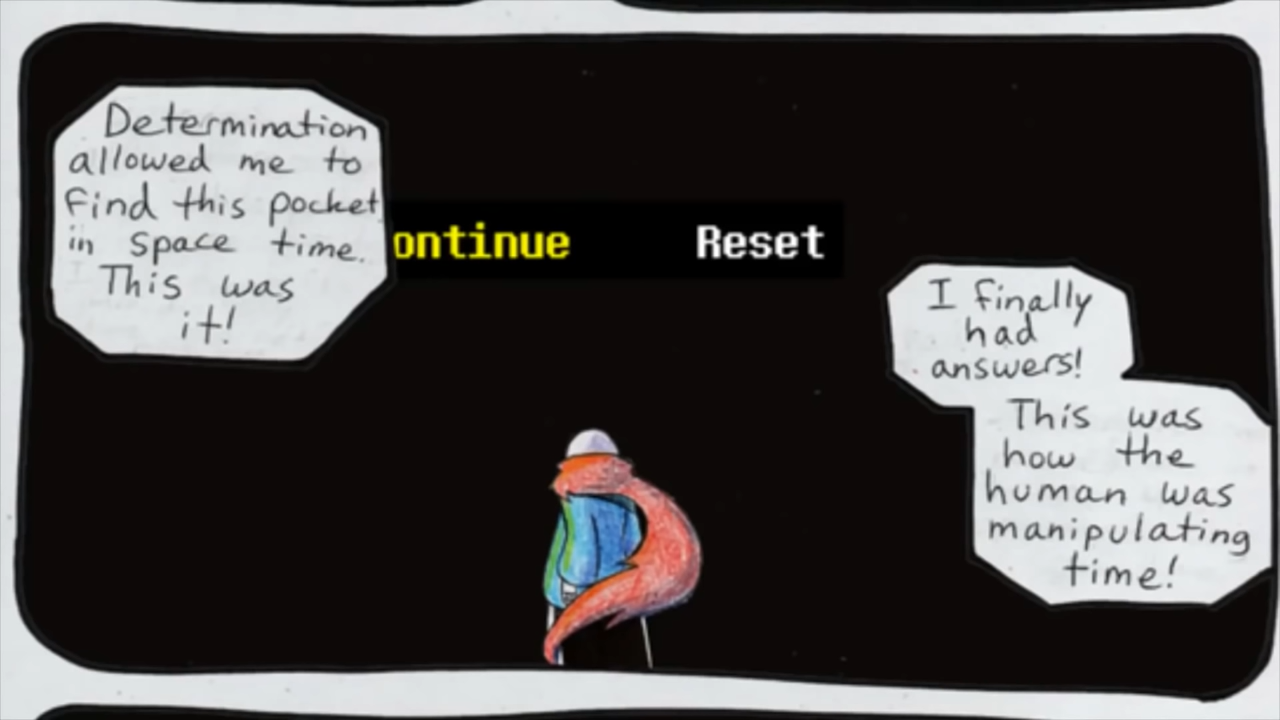 Determination
allowed me to
find this pocket
in space time.
This was
it!
ontinue Reset
I finally
had
answers!
This was
how the
human was
manipulating
time!